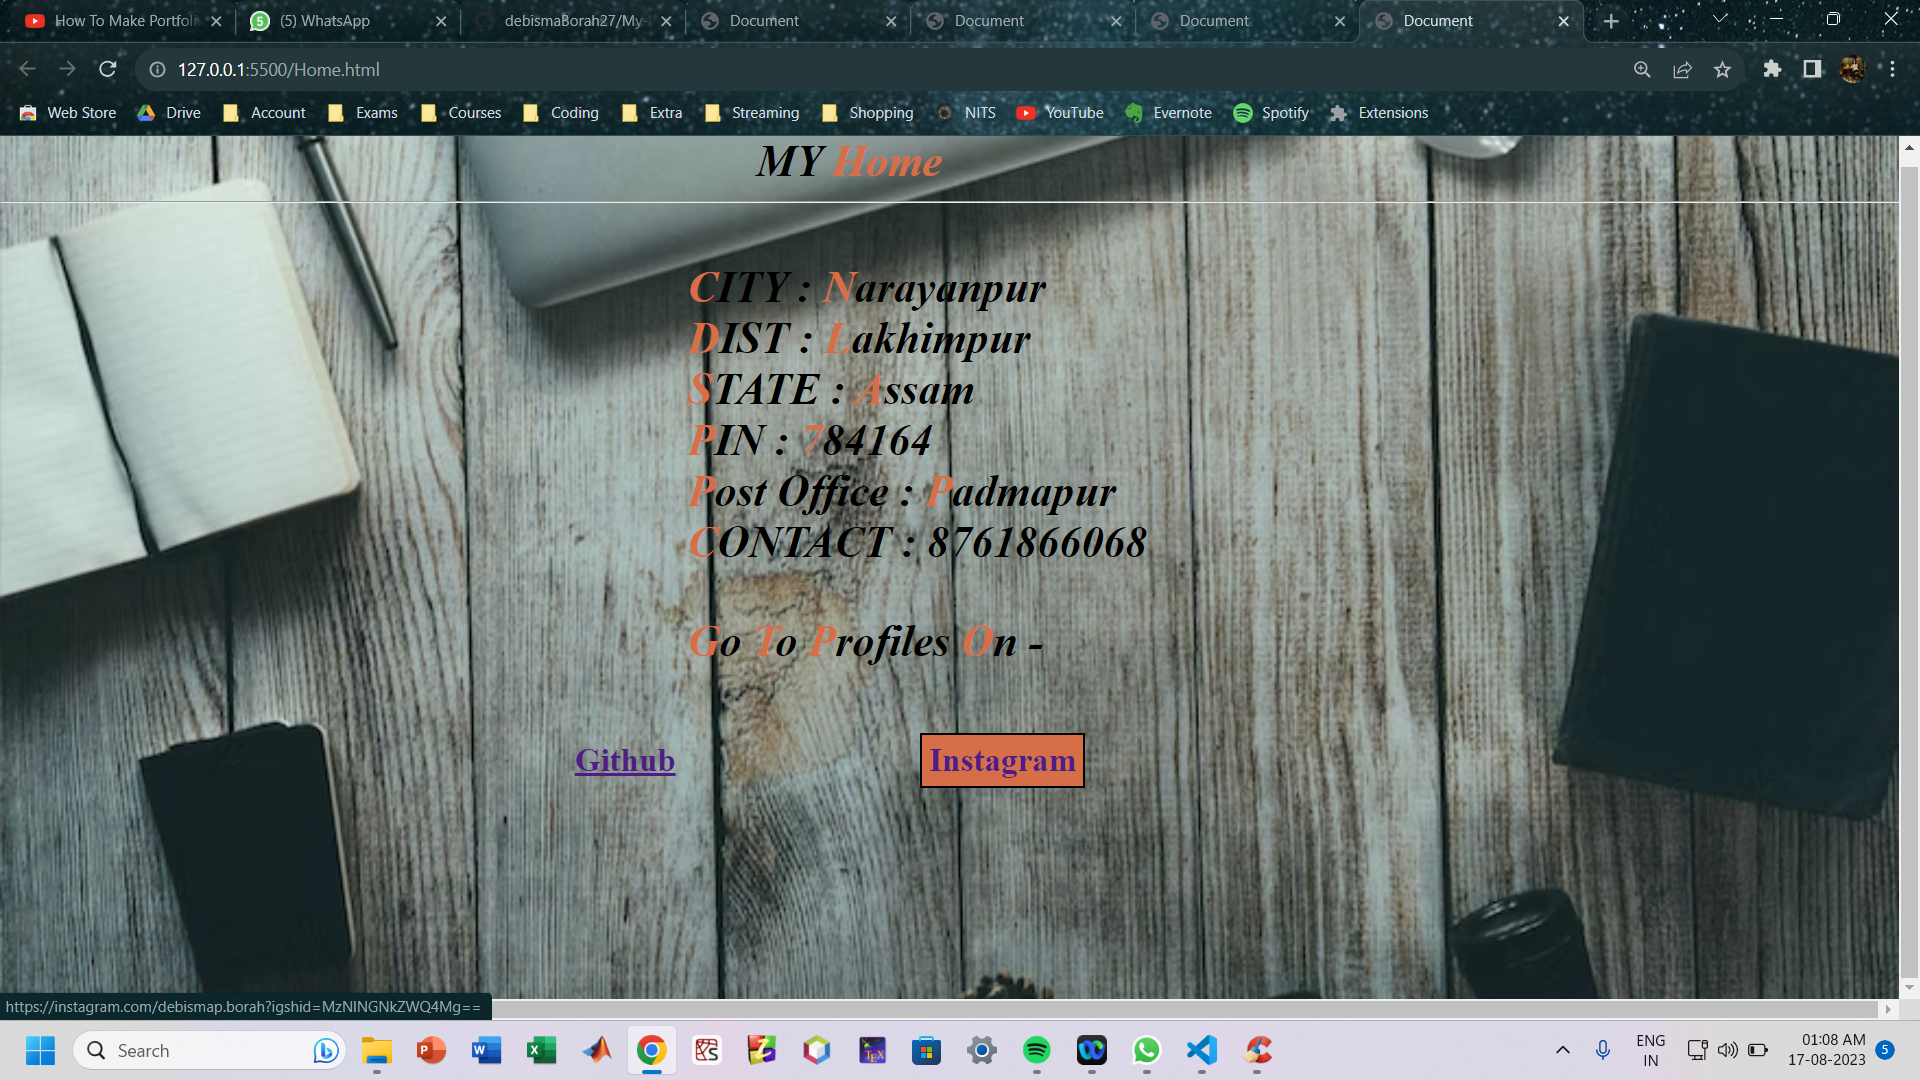 How To Make Portfoli
(5) WhatsApp
debismaBorah27/My-
Document
Document
Document
Document
127.0.0.1:5500/Home.html
Web Store
Drive
Account
Exams
Courses
Coding
Extra
Streaming
Shopping
NITS
YouTube
Evernote
Spotify
Extensions
MY Home
CITY : Narayanpur
DIST : Lakhimpur
STATE : Assam
PIN : 784164
Post Office : Padmapur
CONTACT : 8761866068
Go To Profiles On -
Github
Instagram
https://instagram.com/debismap.borah?igshid=MzNlNGNkZWQ4Mg==
Search
ENG
IN
01:08 AM
17-08-2023
5